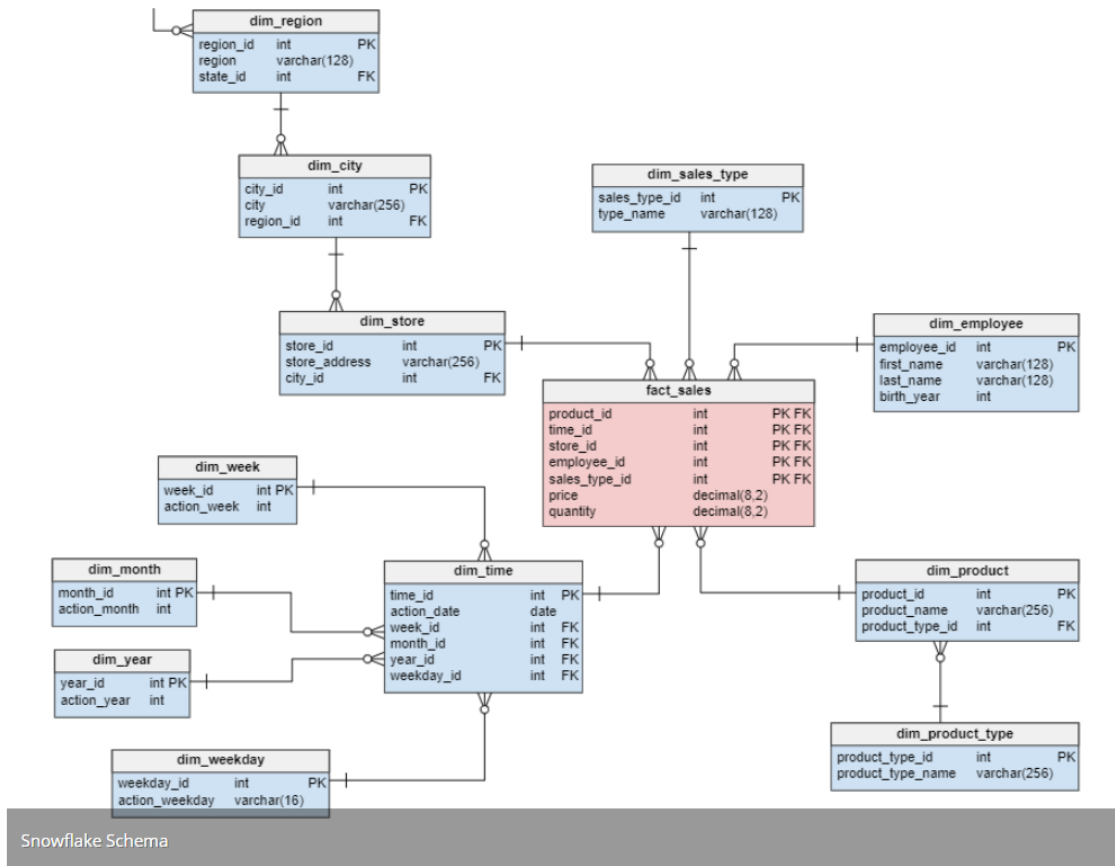 dim_region
region_id int PK
region varchar(128)
state_id int FK
dim_city
city_id int PK
city varchar(256)
region_id int FK
dim_sales_type
sales_type_id int PK
type_name varchar(128)
dim_store
store_id int PK
store_address varchar(256)
city_id int FK
dim_employee
employee_id int PK
first_name varchar(128)
last_name varchar(128)
birth_year int
fact_sales
product_id int PK FK
time_id int PK FK
store_id int PK FK
employee_id int PK FK
sales_type_id int PK FK
price decimal(8,2)
quantity decimal(8,2)
dim_week
week_id int PK
action_week int
dim_month
month_id int PK
action_month int
dim_time
time_id int PK
action_date date
week_id int FK
month_id int FK
year_id int FK
weekday_id int FK
dim_product
product_id int PK
product_name varchar(256)
product_type_id int FK
dim_year
year_id int PK
action_year int
dim_product_type
product_type_id int PK
product_type_name varchar(256)
dim_weekday
weekday_id int PK
action_weekday varchar(16)
Snowflake Schema